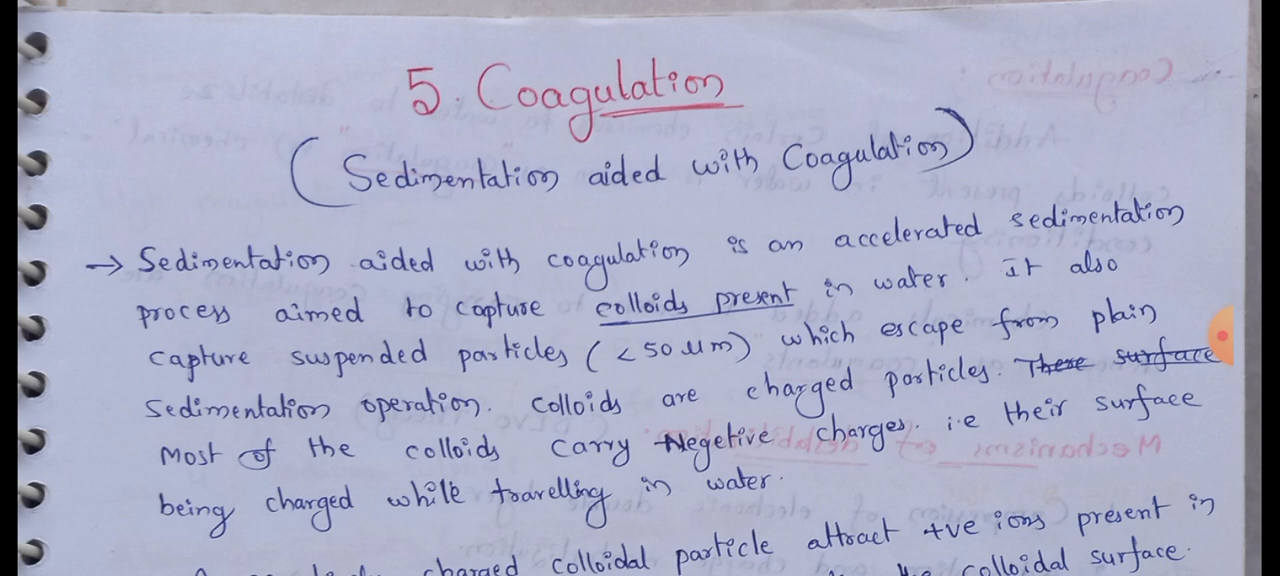 5. Coagulation
(Sedimentation aided with Coagulation)
→ Sedimentation aided with coagulation is an accelerated sedimentation
process aimed to capture colloids present in water. it also
capture suspended particles (<50 µm) which escape from plain
sedimentation operation. colloids are charged particles. These surface
Most of the colloids carry Negetive charges. i.e their surface
being charged while travelling in water.
charged colloidal particle attract +ve ions present in
colloidal surface.